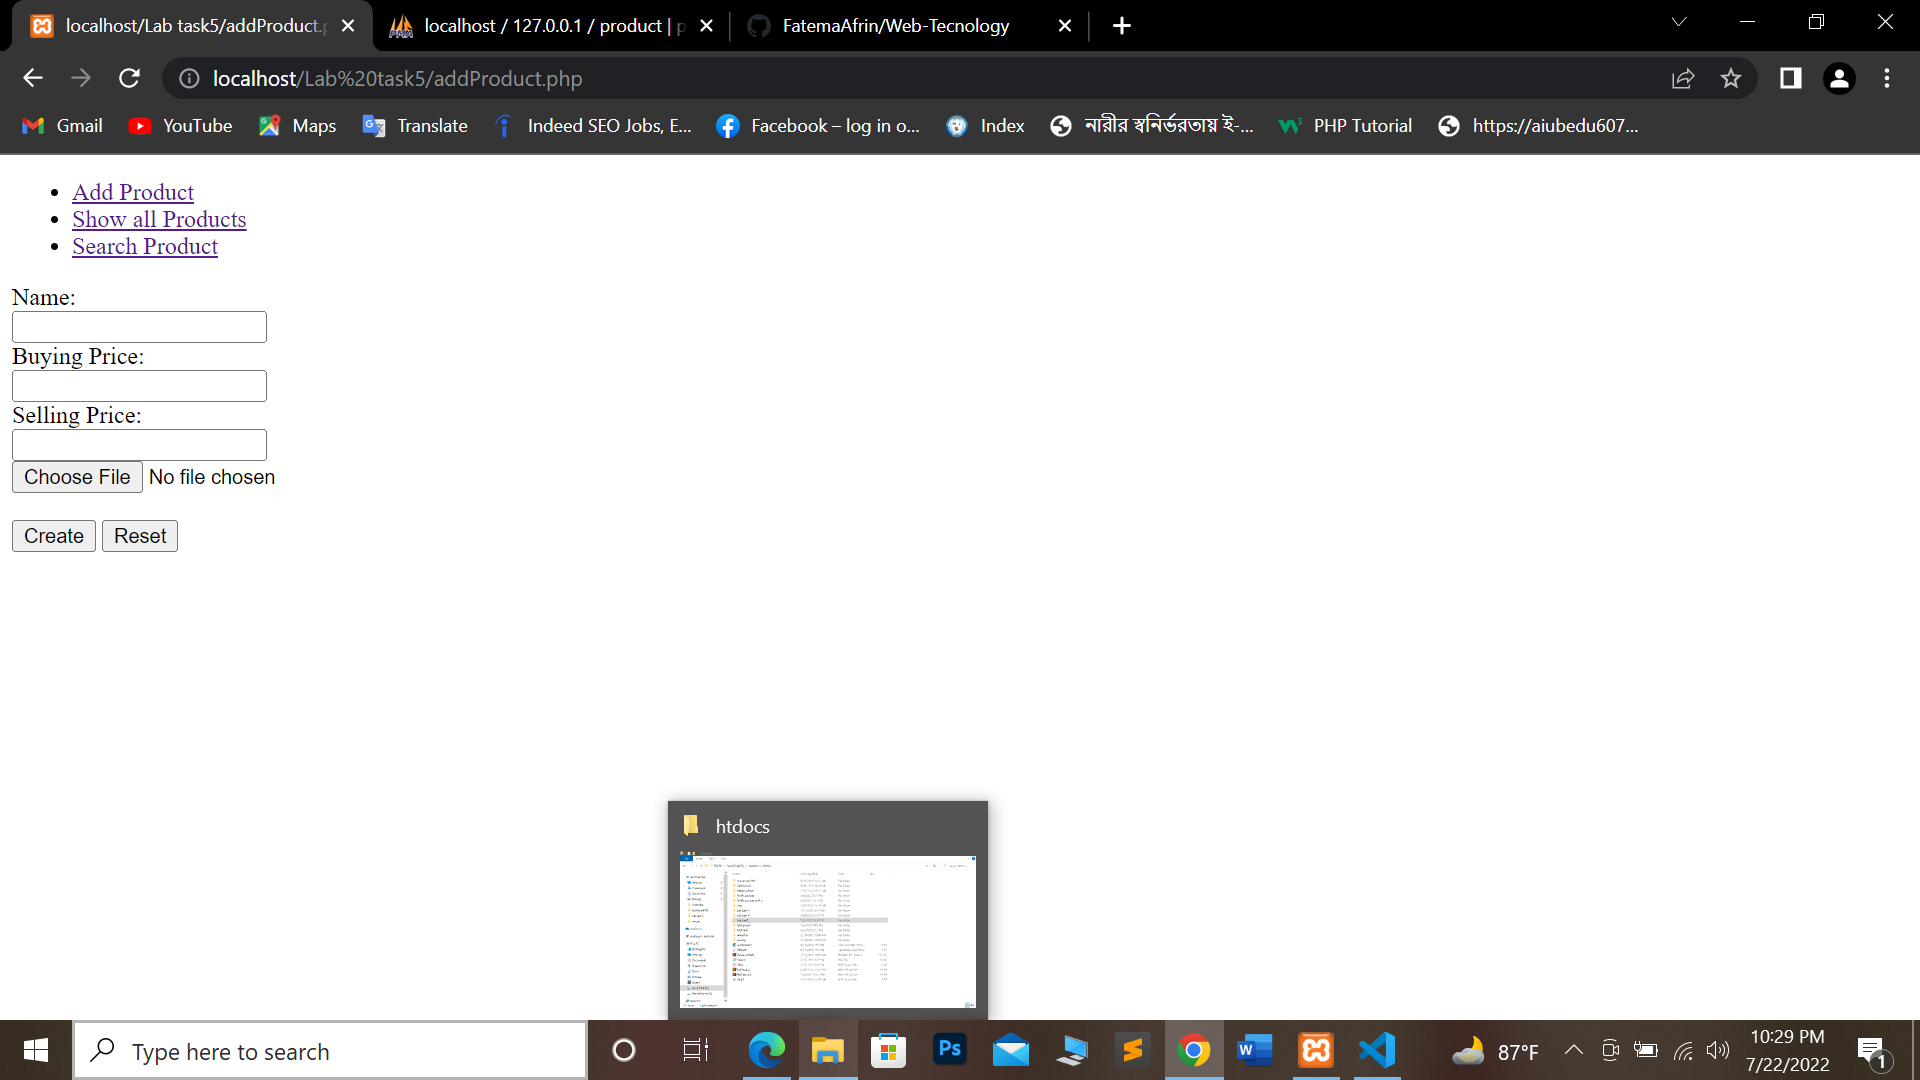 localhost/Lab task5/addProduct.p
localhost / 127.0.0.1 / product | p
FatemaAfrin/Web-Tecnology
localhost/Lab%20task5/addProduct.php
Gmail
YouTube
Maps
Translate
Indeed SEO Jobs, E...
Facebook – log in o...
Index
নারীর স্বনির্ভরতায় ই-...
PHP Tutorial
https://aiubedu607...
Add Product
Show all Products
Search Product
Name:
Buying Price:
Selling Price:
Choose File No file chosen
Create Reset
htdocs
Type here to search
Ps
87°F
10:29 PM
7/22/2022
1